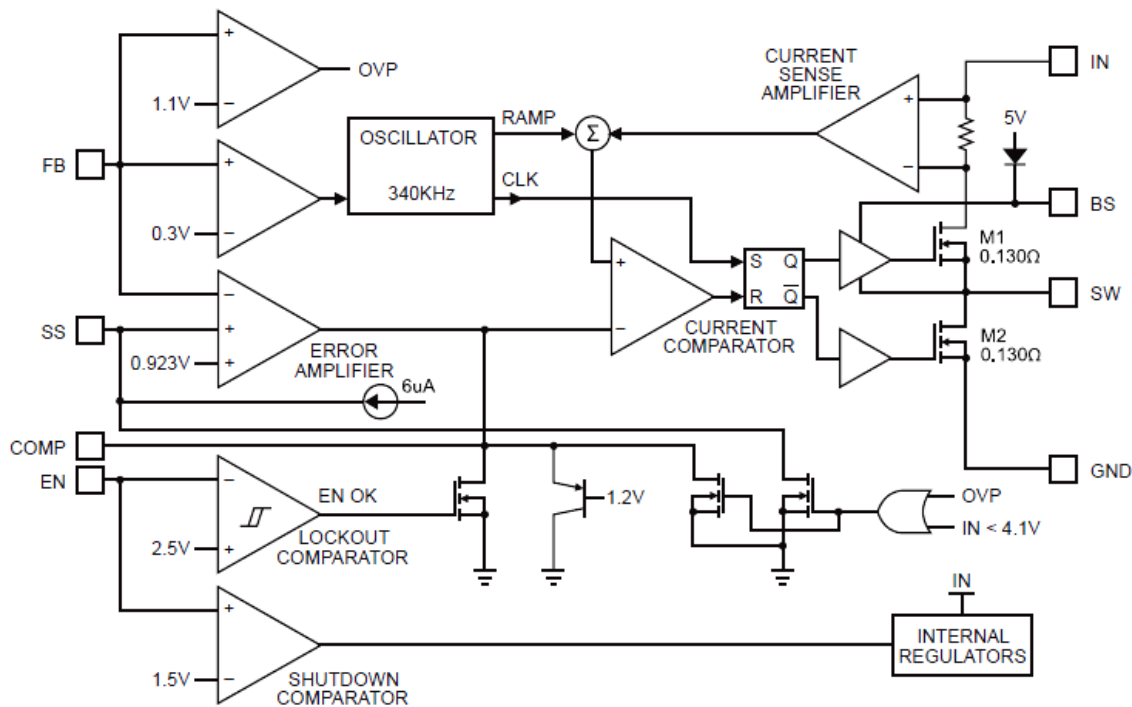 +
OVP
1.1V
−
CURRENT
SENSE
AMPLIFIER
+
−
IN
5V
FB
+
0.3V
−
OSCILLATOR
340KHz
RAMP
Σ
CLK
BS
M1
0.130Ω
S Q
R Q̅
+
−
CURRENT
COMPARATOR
SW
M2
0.130Ω
SS
−
+
0.923V
+
ERROR
AMPLIFIER
6uA
COMP
EN
−
EN OK
2.5V
+
LOCKOUT
COMPARATOR
1.2V
GND
OVP
IN < 4.1V
+
1.5V
−
SHUTDOWN
COMPARATOR
IN
INTERNAL
REGULATORS